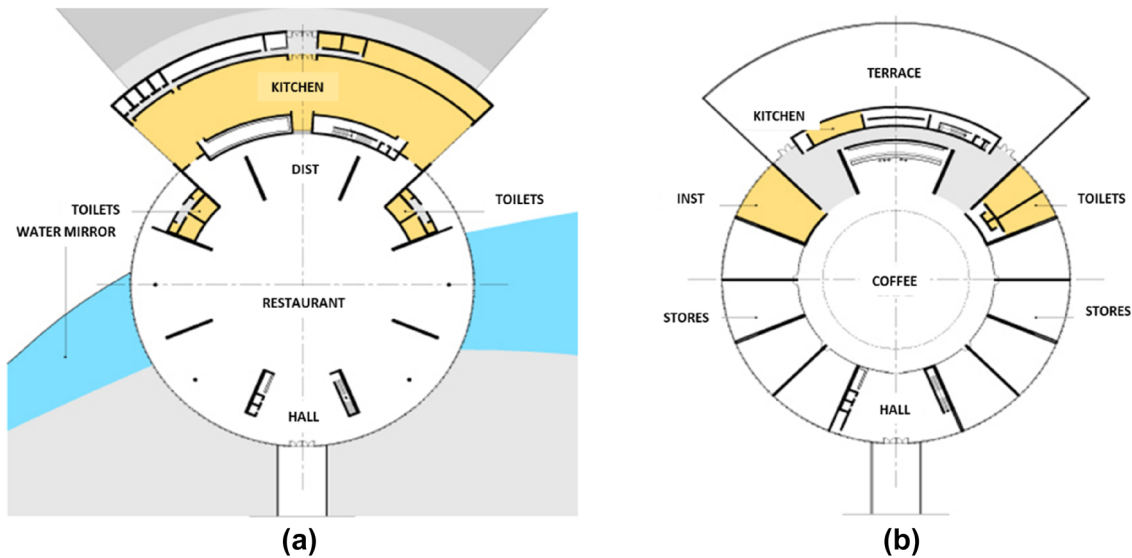 KITCHEN
DIST
TOILETS
TOILETS
WATER MIRROR
RESTAURANT
HALL
(a)
TERRACE
KITCHEN
INST
TOILETS
COFFEE
STORES
STORES
HALL
(b)